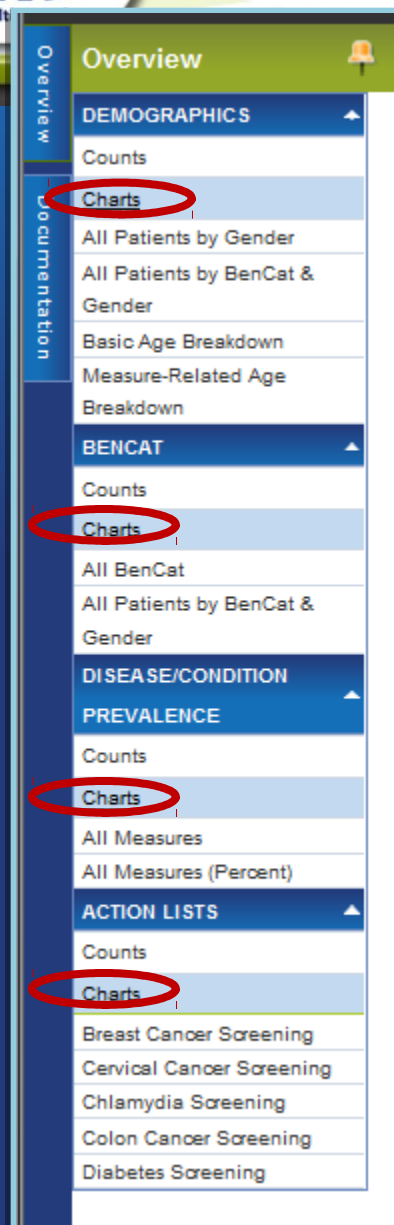 Overview
Documentation
Overview
DEMOGRAPHICS
Counts
Charts
All Patients by Gender
All Patients by BenCat &
Gender
Basic Age Breakdown
Measure-Related Age
Breakdown
BENCAT
Counts
Charts
All BenCat
All Patients by BenCat &
Gender
DISEASE/CONDITION
PREVALENCE
Counts
Charts
All Measures
All Measures (Percent)
ACTION LISTS
Counts
Charts
Breast Cancer Screening
Cervical Cancer Screening
Chlamydia Screening
Colon Cancer Screening
Diabetes Screening